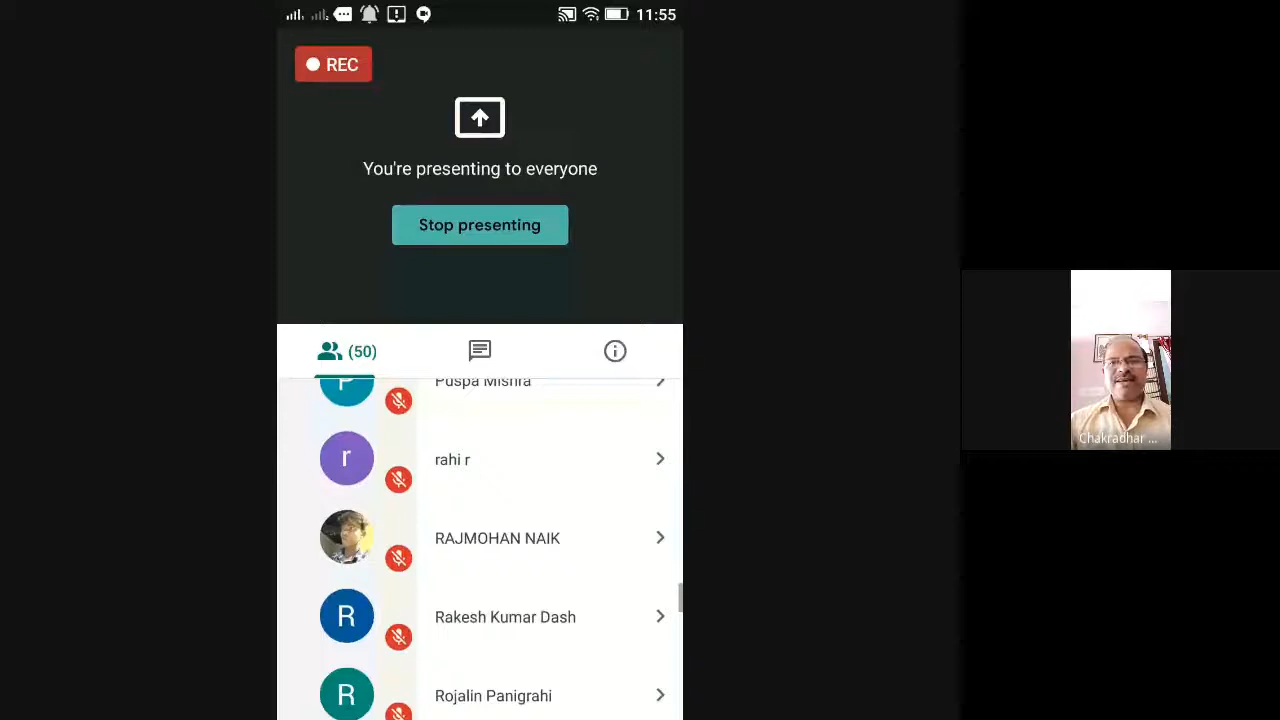 11:55
REC
You're presenting to everyone
Stop presenting
(50)
P
Puspa Mishra
r
rahi r
RAJMOHAN NAIK
R
Rakesh Kumar Dash
R
Rojalin Panigrahi
Chakradhar ...